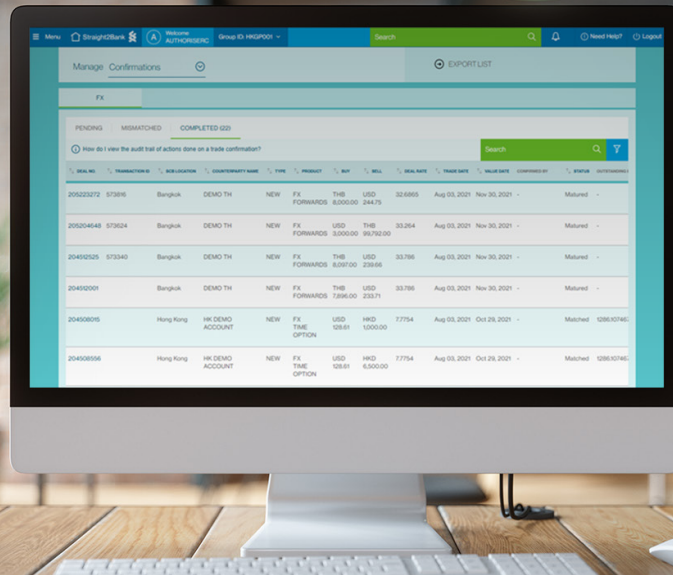 Menu Straight2Bank Welcome AUTHORISERC Group ID: HKGP001 Search Need Help? Logout
Manage Confirmations EXPORT LIST
FX
PENDING MISMATCHED COMPLETED (22)
How do I view the audit trail of actions done on a trade confirmation? Search
DEAL NO. TRANSACTION ID SCB LOCATION COUNTERPARTY NAME TYPE PRODUCT BUY SELL DEAL RATE TRADE DATE VALUE DATE CONFIRMED BY STATUS
205223272 573816 Bangkok DEMO TH NEW FX FORWARDS THB 8,000.00 USD 244.75 32.6865 Aug 03, 2021 Nov 30, 2021 - Matured -
205204648 573624 Bangkok DEMO TH NEW FX FORWARDS USD 3,000.00 THB 99,792.00 33.264 Aug 03, 2021 Nov 30, 2021 - Matured -
204512525 573340 Bangkok DEMO TH NEW FX FORWARDS THB 8,097.00 USD 239.66 33.786 Aug 03, 2021 Nov 30, 2021 - Matured -
204512001 Bangkok DEMO TH NEW FX FORWARDS THB 7,896.00 USD 233.71 33.786 Aug 03, 2021 Nov 30, 2021 - Matured -
204508015 Hong Kong HK DEMO ACCOUNT NEW FX TIME OPTION USD 128.61 HKD 1,000.00 7.7754 Aug 03, 2021 Oct 29, 2021 - Matched
204508556 Hong Kong HK DEMO ACCOUNT NEW FX TIME OPTION USD 128.61 HKD 6,500.00 7.7754 Aug 03, 2021 Oct 29, 2021 - Matched